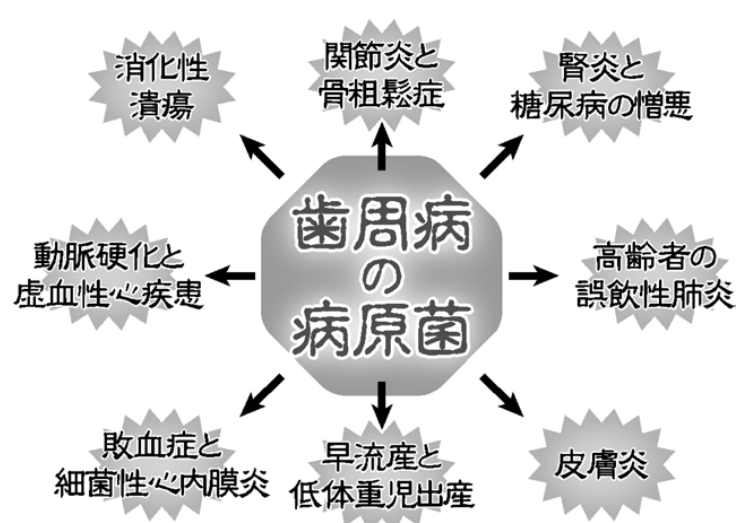 消化性
潰瘍
関節炎と
骨粗鬆症
腎炎と
糖尿病の憎悪
動脈硬化と
虚血性心疾患
歯周病
の
病原菌
高齢者の
誤飲性肺炎
敗血症と
細菌性心内膜炎
早流産と
低体重児出産
皮膚炎